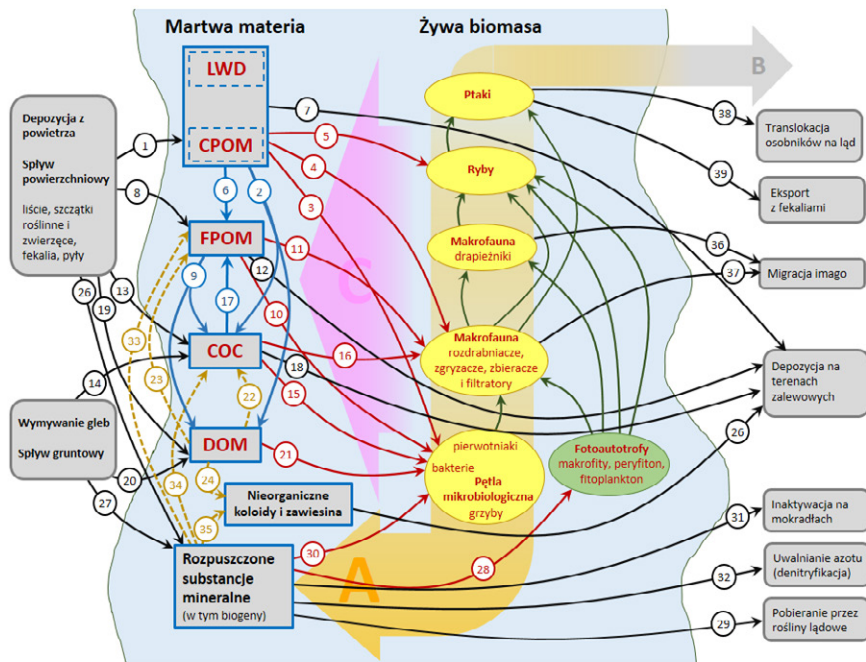 Martwa materia
Żywa biomasa
LWD
CPOM
FPOM
COC
DOM
Nieorganiczne
koloidy i zawiesina
Rozpuszczone
substancje
mineralne
(w tym biogeny)
Depozycja z
powietrza
Spływ
powierzchniowy
liście, szczątki
roślinne i
zwierzęce,
fekalia, pyły
Wymywanie gleb
Spływ gruntowy
Ptaki
Ryby
Makrofauna
drapieżniki
Makrofauna
rozdrabniacze,
zgryzacze, zbieracze
i filtratory
pierwotniaki
bakterie
Pętla
mikrobiologiczna
grzyby
Fotoautotrofy
makrofity, peryfiton,
fitoplankton
Translokacja
osobników na ląd
Eksport
z fekaliami
Migracja imago
Depozycja na
terenach
zalewowych
Inaktywacja na
mokradłach
Uwalnianie azotu
(denitryfikacja)
Pobieranie przez
rośliny lądowe
A
B
C
1
2
3
4
5
6
7
8
9
10
11
12
13
14
15
16
17
18
19
20
21
22
23
24
26
26
27
28
29
30
31
32
33
34
35
36
37
38
39